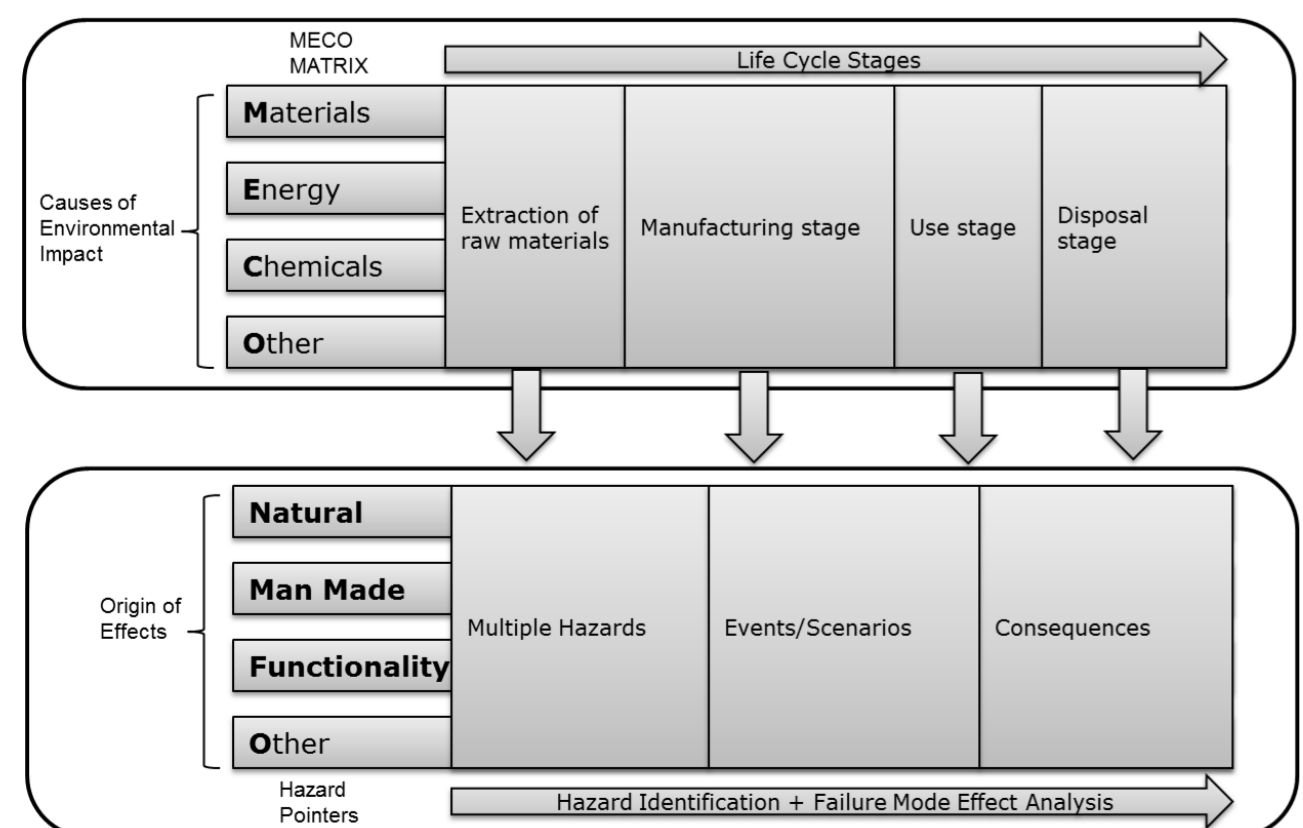 MECO
MATRIX
Life Cycle Stages
Causes of
Environmental
Impact
Materials
Energy
Chemicals
Other
Extraction of
raw materials
Manufacturing stage
Use stage
Disposal
stage
Origin of
Effects
Natural
Man Made
Functionality
Other
Multiple Hazards
Events/Scenarios
Consequences
Hazard
Pointers
Hazard Identification + Failure Mode Effect Analysis